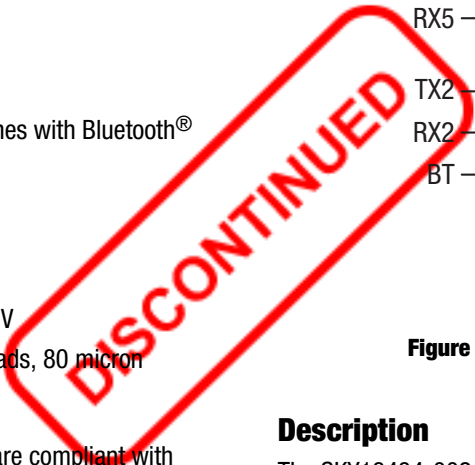 RX5
nes with Bluetooth®
TX2
RX2
BT
V
ads, 80 micron
are compliant with
DISCONTINUED
Figure
Description